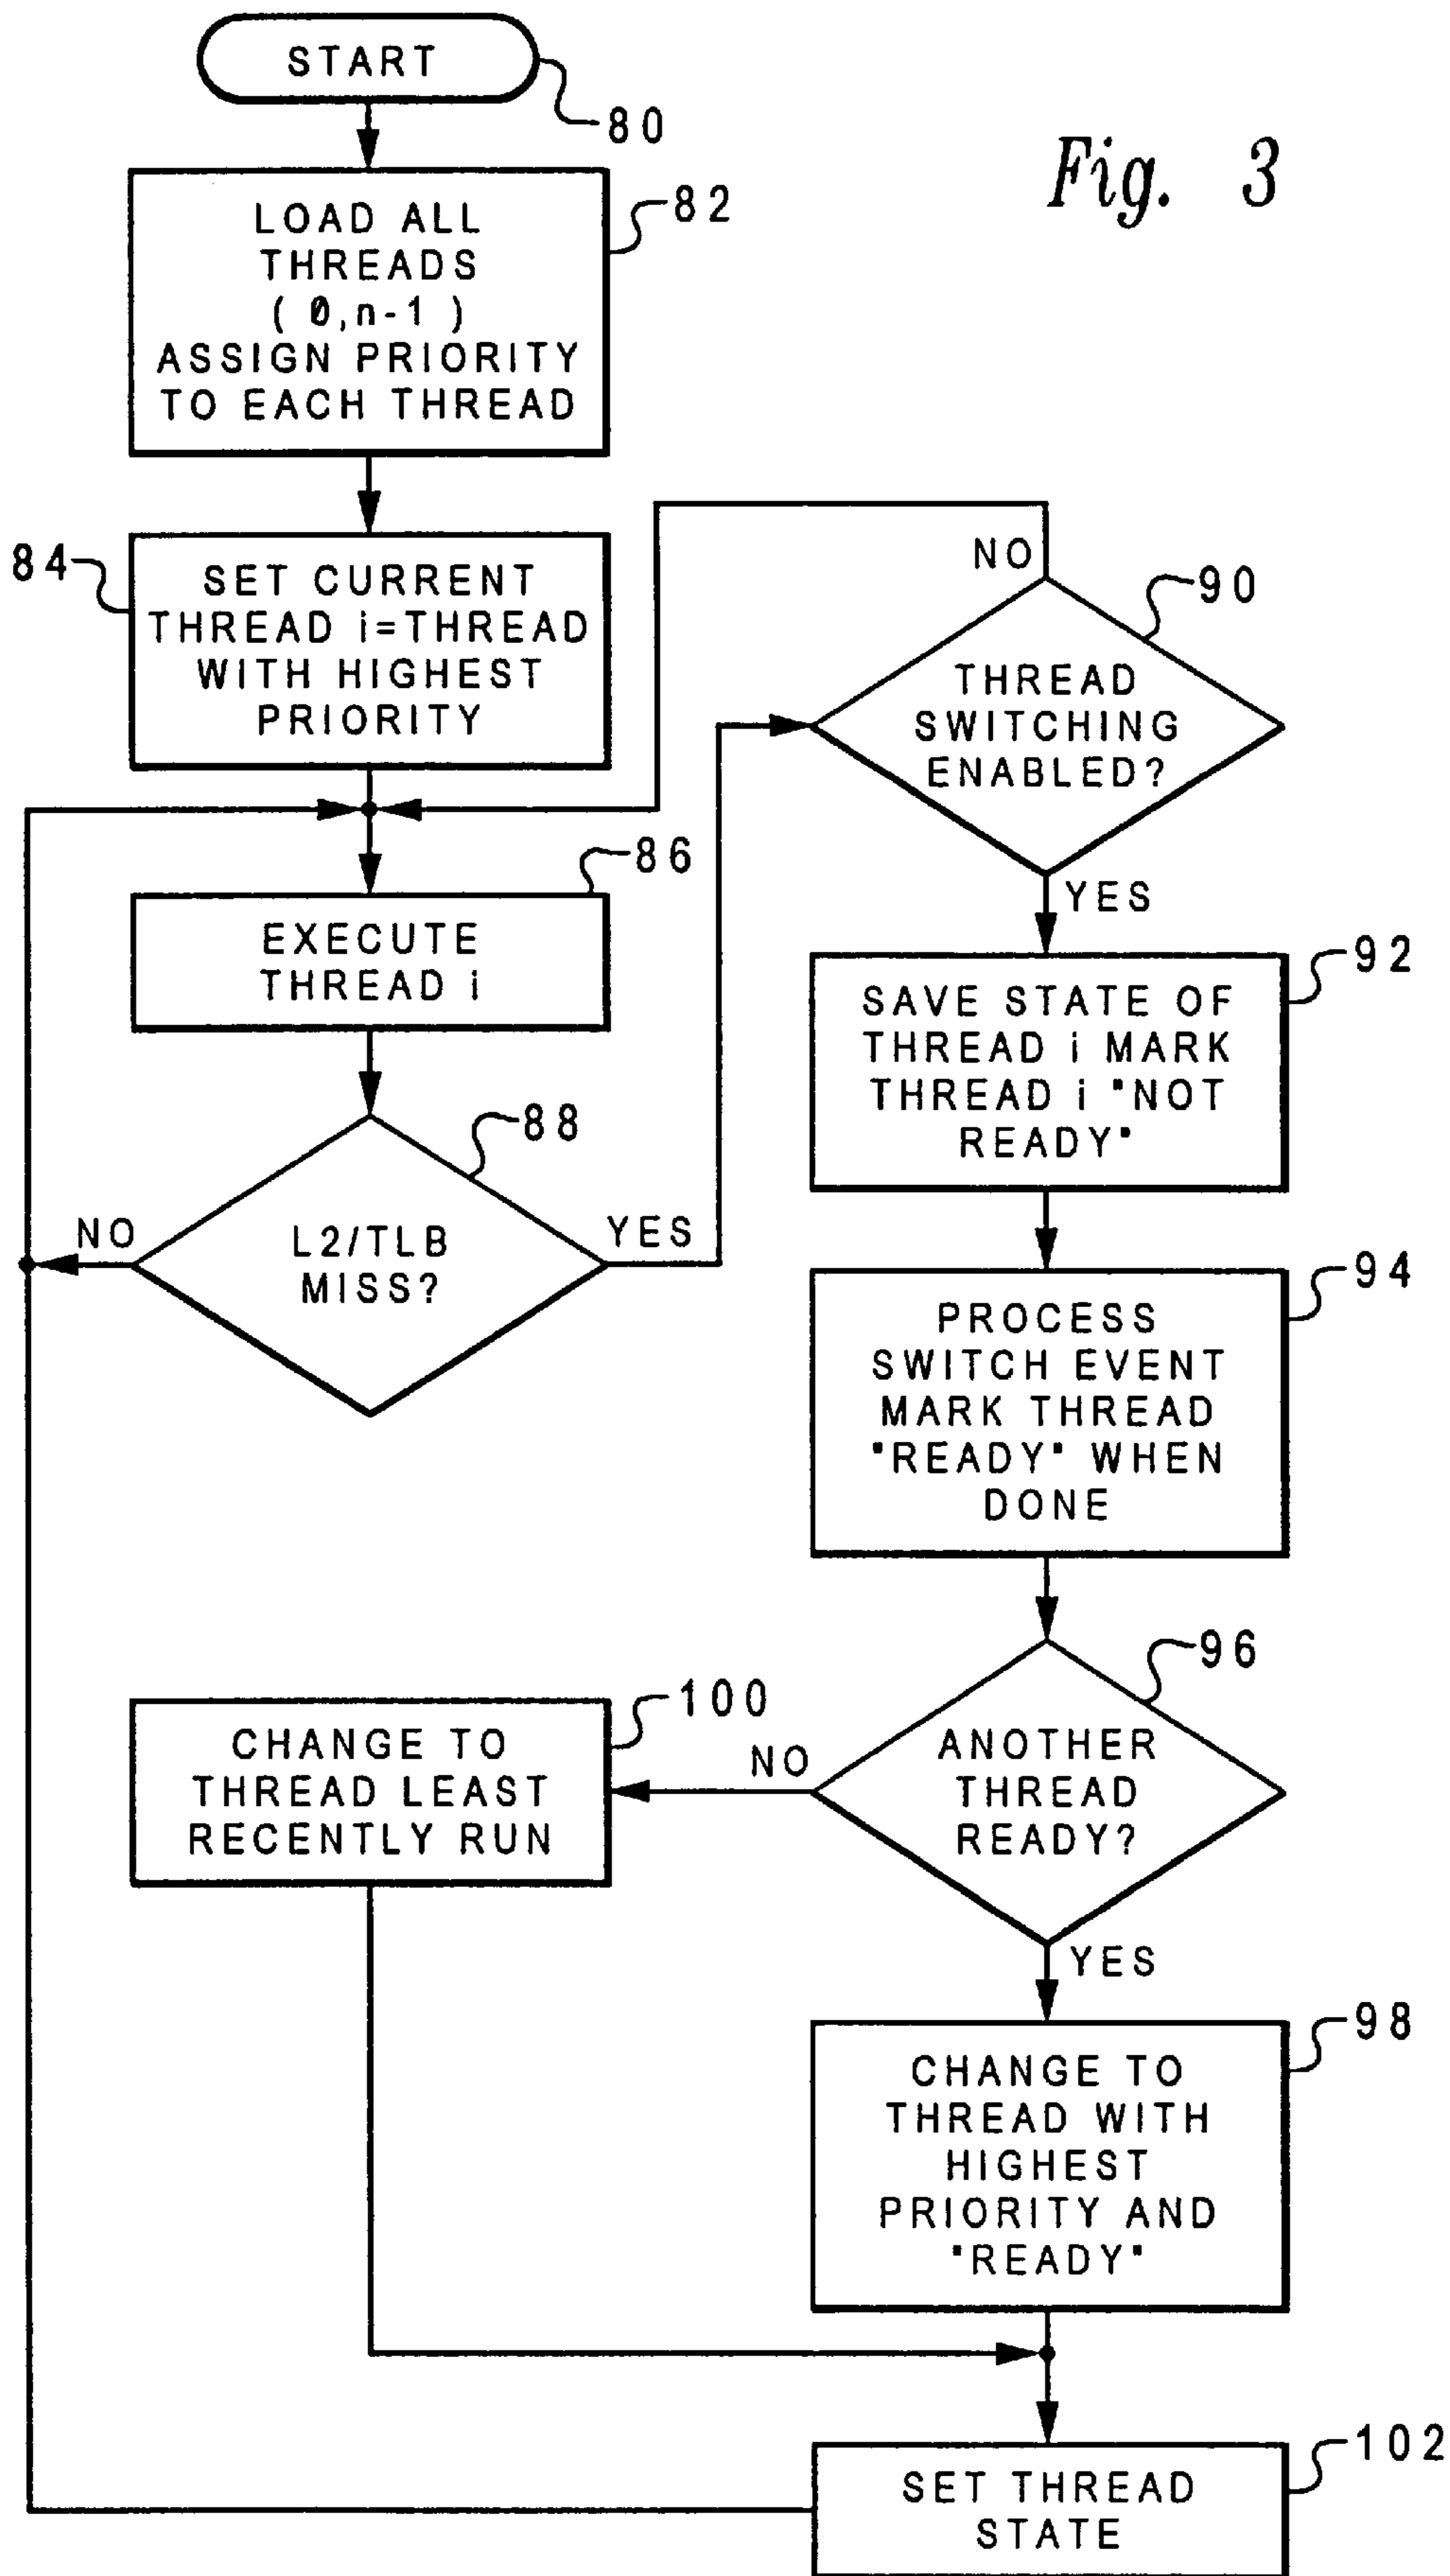 START
80
Fig. 3
82
LOAD ALL
THREADS
( 0,n-1 )
ASSIGN PRIORITY
TO EACH THREAD
84
SET CURRENT
THREAD i=THREAD
WITH HIGHEST
PRIORITY
NO
90
THREAD
SWITCHING
ENABLED?
YES
86
EXECUTE
THREAD i
92
SAVE STATE OF
THREAD i MARK
THREAD i "NOT
READY"
88
NO
L2/TLB
MISS?
YES
94
PROCESS
SWITCH EVENT
MARK THREAD
"READY" WHEN
DONE
96
ANOTHER
THREAD
READY?
NO
YES
100
CHANGE TO
THREAD LEAST
RECENTLY RUN
98
CHANGE TO
THREAD WITH
HIGHEST
PRIORITY AND
"READY"
102
SET THREAD
STATE